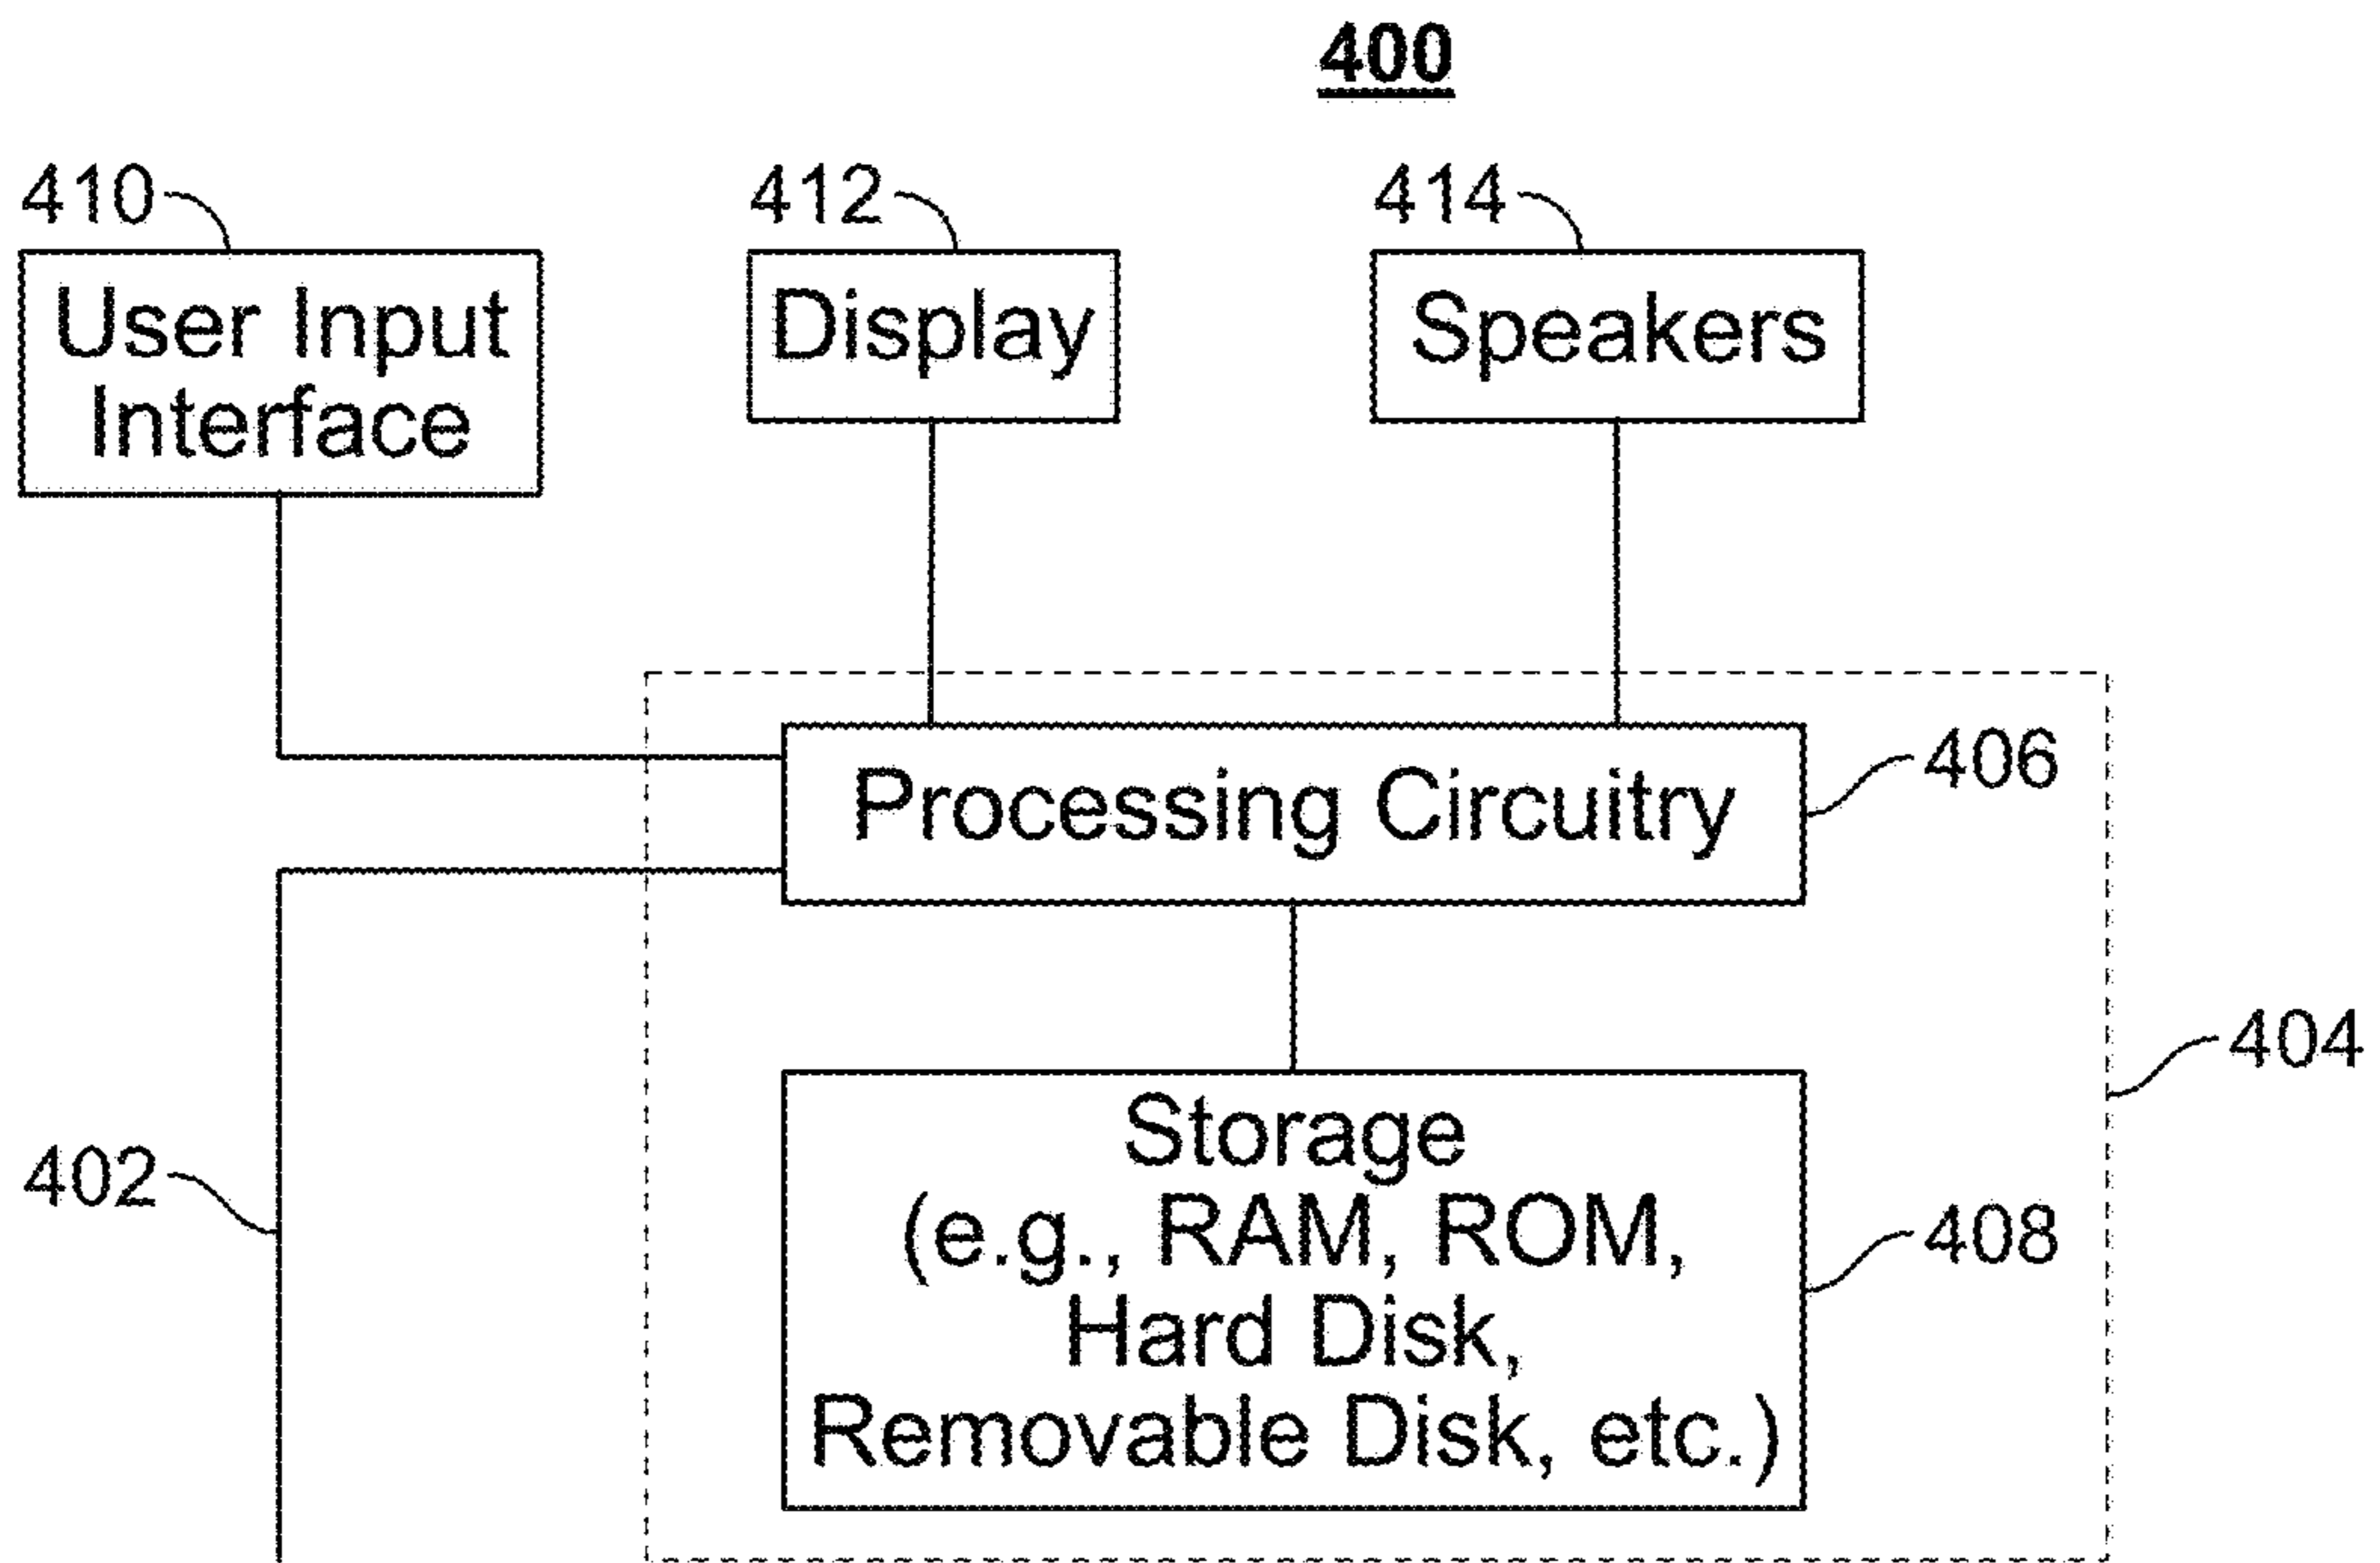 400
410
412
414
User Input
Interface
Display
Speakers
Processing Circuitry
406
404
402
Storage
(e.g., RAM, ROM,
Hard Disk,
Removable Disk, etc.)
408